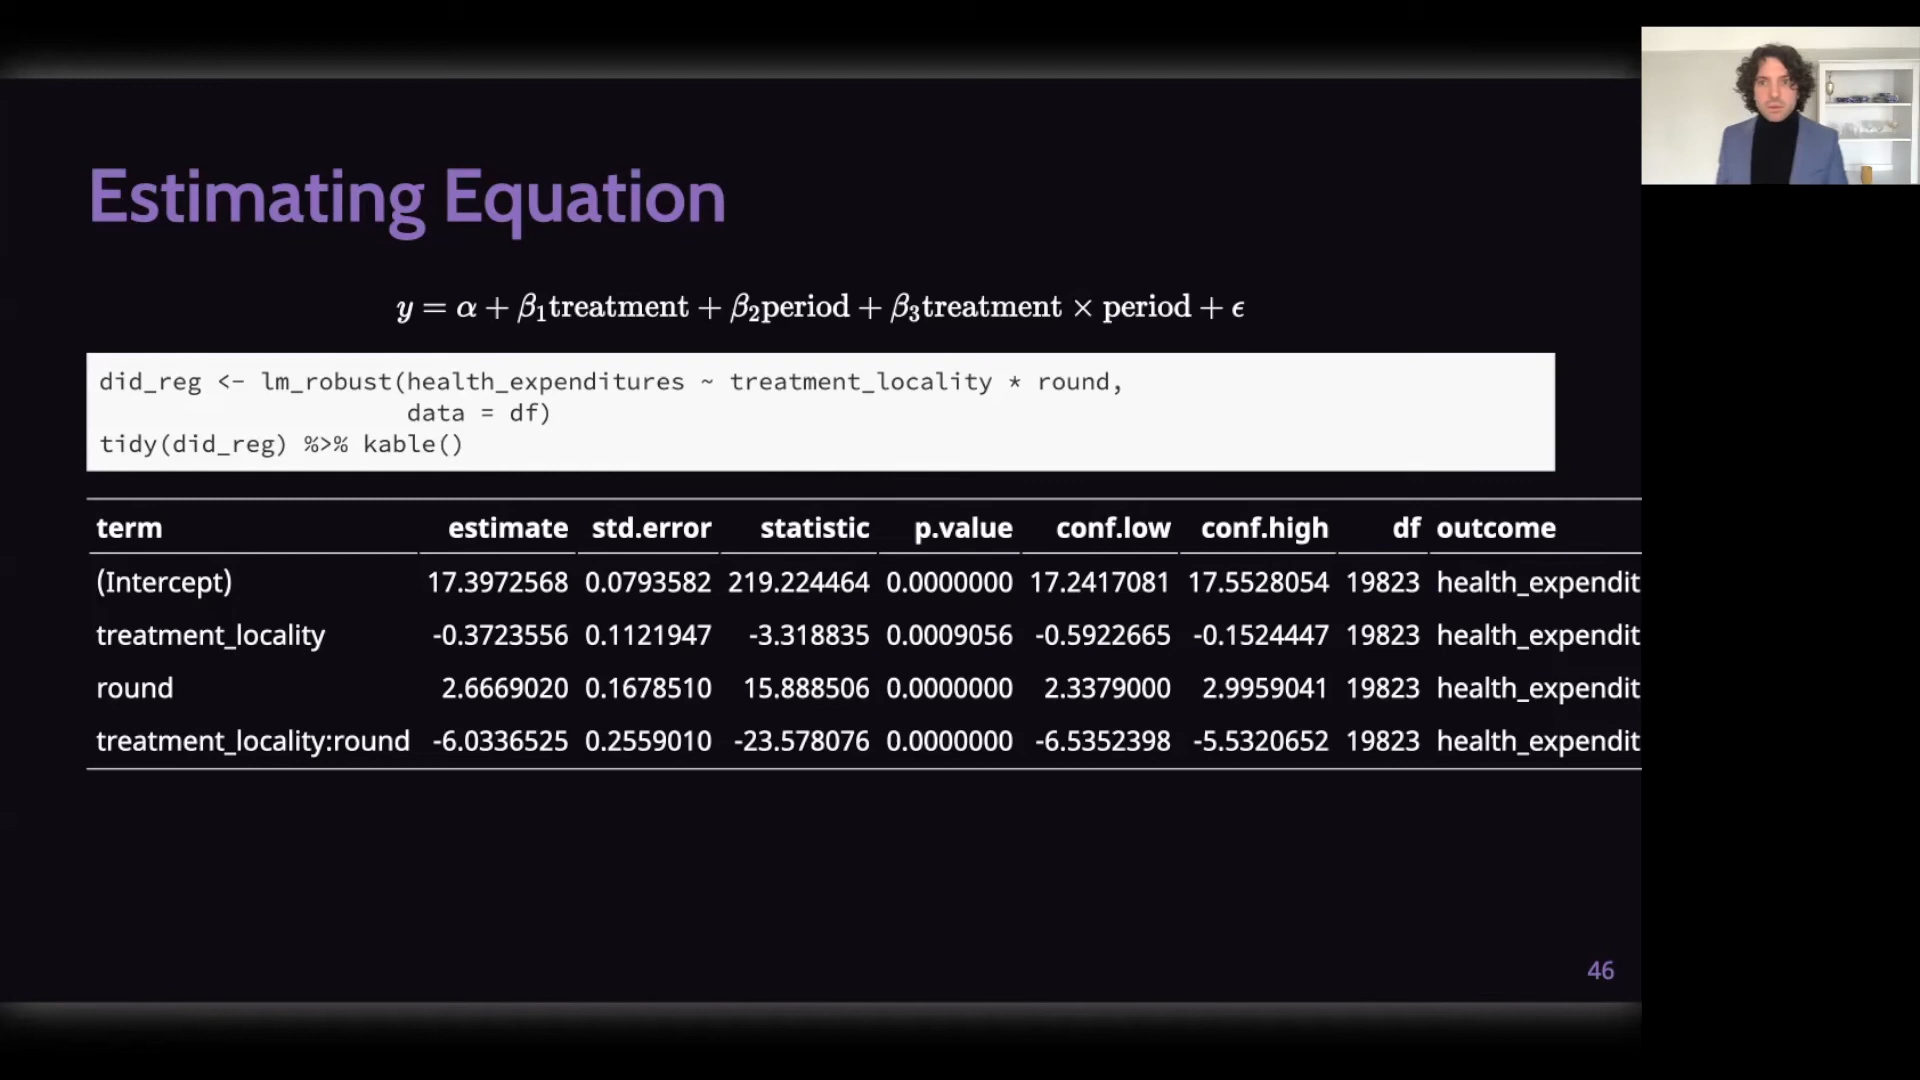 Estimating Equation
y = α + β₁treatment + β₂period + β₃treatment × period + ϵ
did_reg <- lm_robust(health_expenditures ~ treatment_locality * round,
data = df)
tidy(did_reg) %>% kable()
term estimate std.error statistic p.value conf.low conf.high df outcome
(Intercept) 17.3972568 0.0793582 219.224464 0.0000000 17.2417081 17.5528054 19823 health_expendit
treatment_locality -0.3723556 0.1121947 -3.318835 0.0009056 -0.5922665 -0.1524447 19823 health_expendit
round 2.6669020 0.1678510 15.888506 0.0000000 2.3379000 2.9959041 19823 health_expendit
treatment_locality:round -6.0336525 0.2559010 -23.578076 0.0000000 -6.5352398 -5.5320652 19823 health_expendit
46